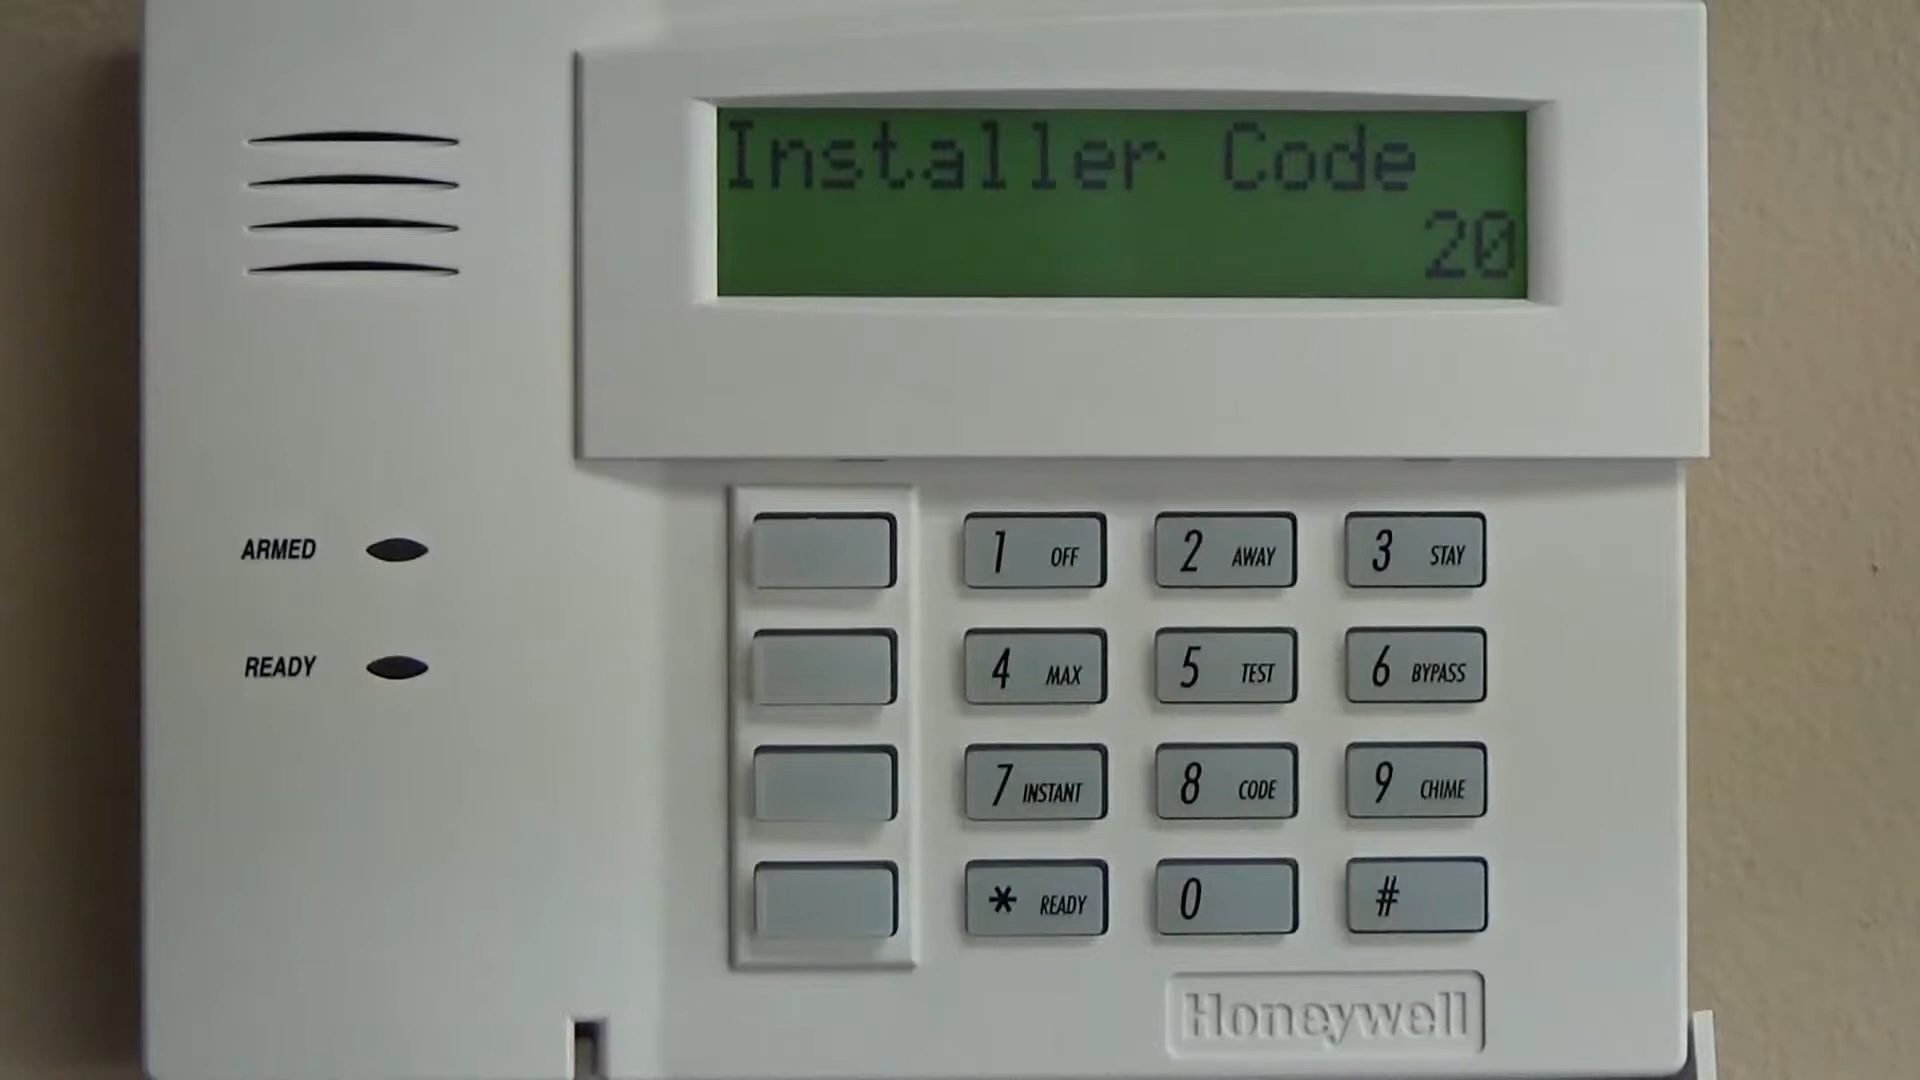 Installer Code
20
ARMED
READY
1 OFF
2 AWAY
3 STAY
4 MAX
5 TEST
6 BYPASS
7 INSTANT
8 CODE
9 CHIME
* READY
0
#
Honeywell